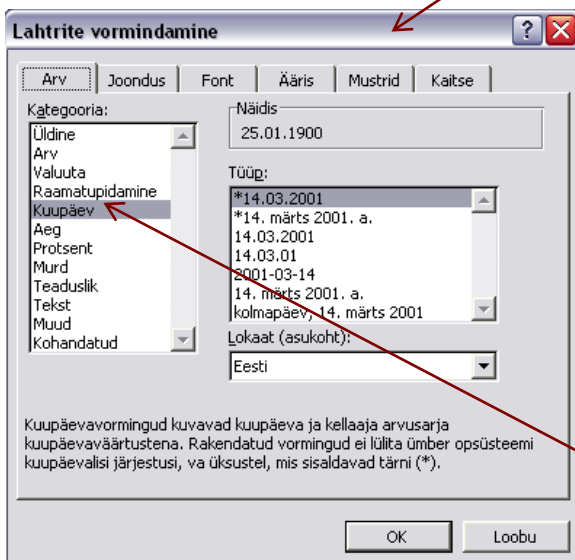 Lahtrite vormindamine
Arv
Joondus
Font
Ääris
Mustrid
Kaitse
Kategooria:
Üldine
Arv
Valuuta
Raamatupidamine
Kuupäev
Aeg
Protsent
Murd
Teaduslik
Tekst
Muud
Kohandatud
Näidis
25.01.1900
Tüüp:
*14.03.2001
*14. märts 2001. a.
14.03.2001
14.03.01
2001-03-14
14. märts 2001. a.
kolmapäev, 14. märts 2001
Lokaat (asukoht):
Eesti
Kuupäevavormingud kuvavad kuupäeva ja kellaaja arvusarja
kuupäevaväärtustena. Rakendatud vormingud ei lülita ümber opsüsteemi
kuupäevalisi järjestusi, va üksustel, mis sisaldavad tärni (*).
OK
Loobu